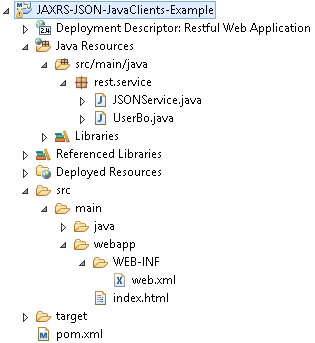 JAXRS-JSON-JavaClients-Example
Deployment Descriptor: Restful Web Application
Java Resources
src/main/java
rest.service
JSONService.java
UserBo.java
Libraries
Referenced Libraries
Deployed Resources
src
main
java
webapp
WEB-INF
web.xml
index.html
target
pom.xml